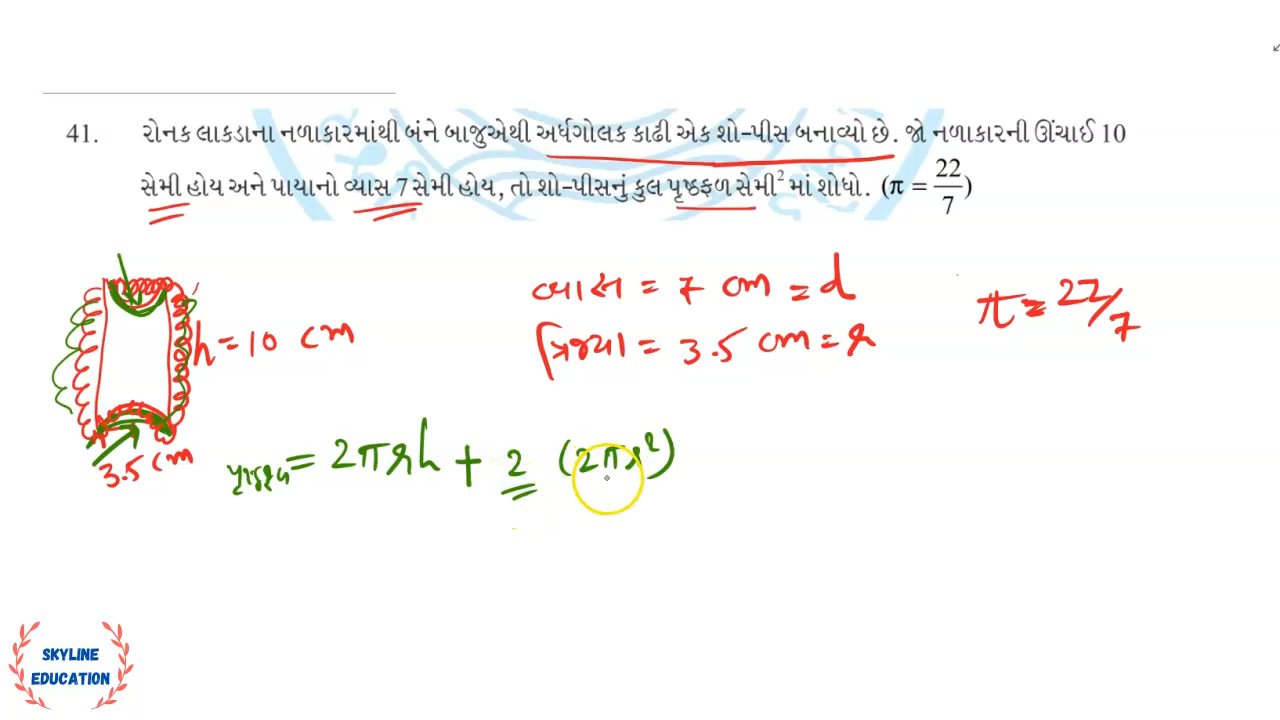 41. રોનક લાકડાના નળાકારમાંથી બંને બાજુએથી અર્ધગોલક કાઢી એક શો-પીસ બનાવ્યો છે. જો નળાકારની ઊંચાઈ 10
સેમી હોય અને પાયાનો વ્યાસ 7 સેમી હોય, તો શો-પીસનું કુલ પૃષ્ઠફળ સેમી² માં શોધો. (π = 22/7)
વ્યાસ = 7 cm = d
π = 22/7
h = 10 cm
ત્રિજ્યા = 3.5 cm = r
3.5 cm
પૃષ્ઠફળ = 2πrh + 2 (2πr²)
SKYLINE
EDUCATION